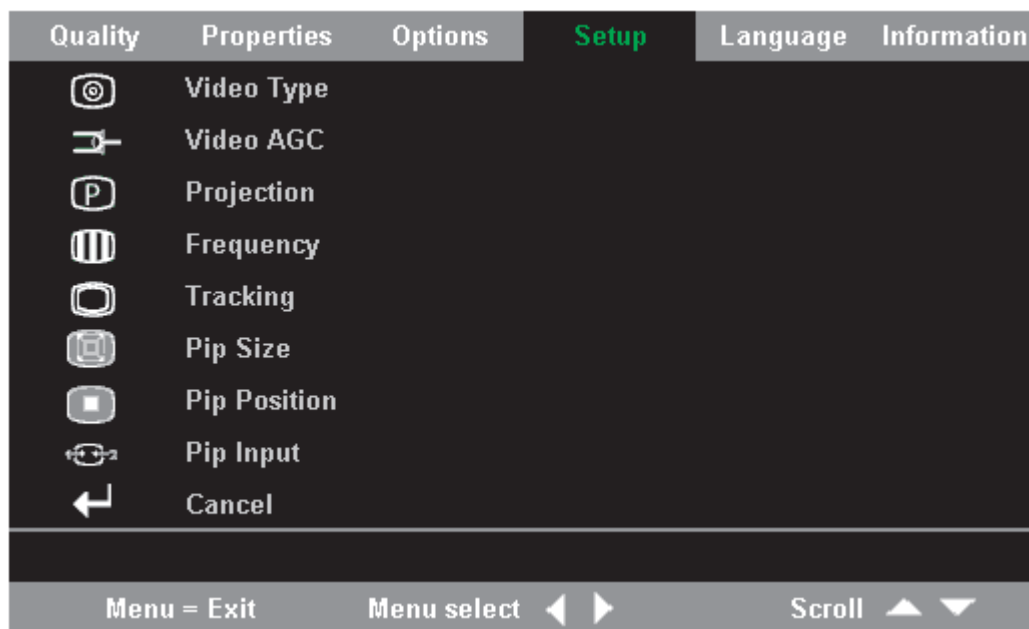 Quality Properties Options Setup Language Information
Video Type
Video AGC
P Projection
Frequency
Tracking
Pip Size
Pip Position
Pip Input
Cancel
Menu = Exit Menu select Scroll